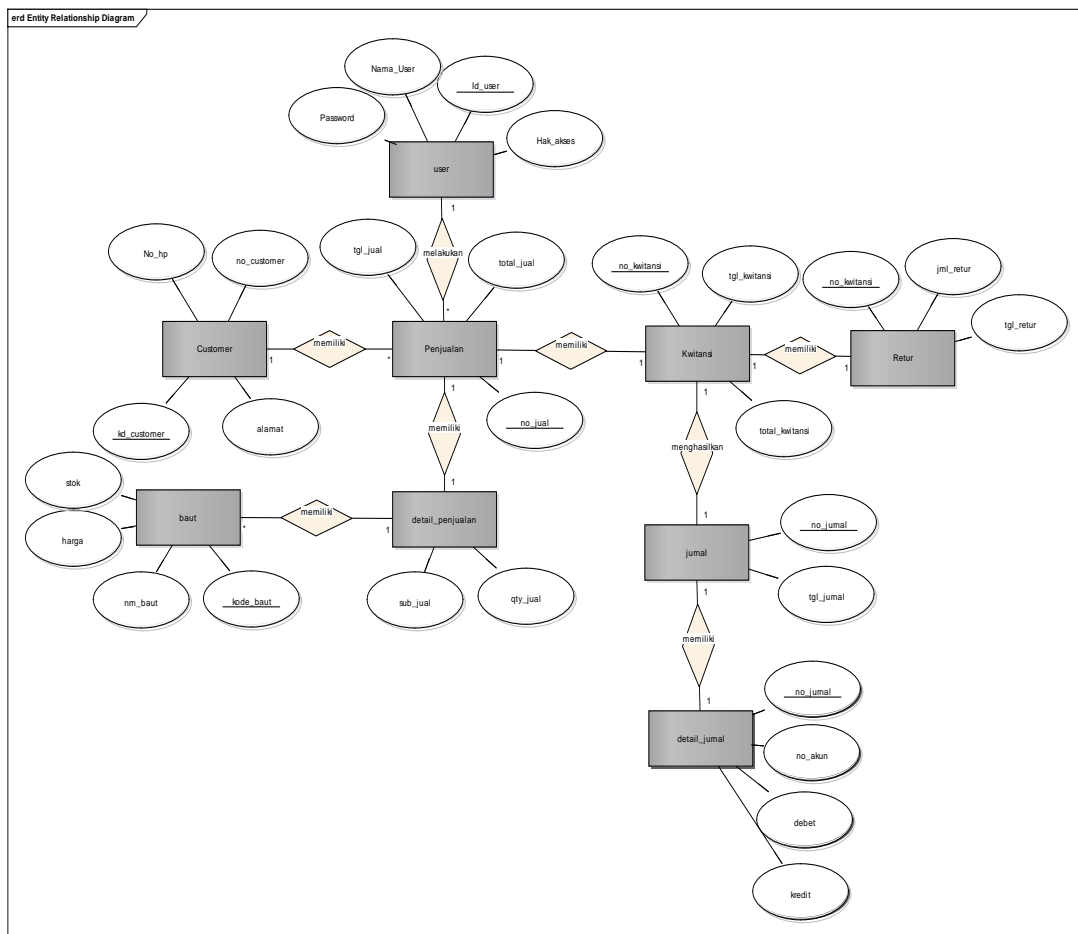 erd Entity Relationship Diagram
Nama_User
Id_user
Password
Hak_akses
user
1
melakukan
*
No_hp
no_customer
tgl_jual
total_jual
no_kwitansi
tgl_kwitansi
no_kwitansi
jml_retur
tgl_retur
Customer
1
memiliki
*
Penjualan
1
memiliki
1
Kwitansi
1
memiliki
1
Retur
kd_customer
alamat
1
memiliki
1
no_jual
1
menghasilkan
1
total_kwitansi
stok
harga
baut
*
memiliki
1
detail_penjualan
nm_baut
kode_baut
sub_jual
qty_jual
jurnal
no_jurnal
tgl_jurnal
1
memiliki
1
detail_jurnal
no_jurnal
no_akun
debet
kredit